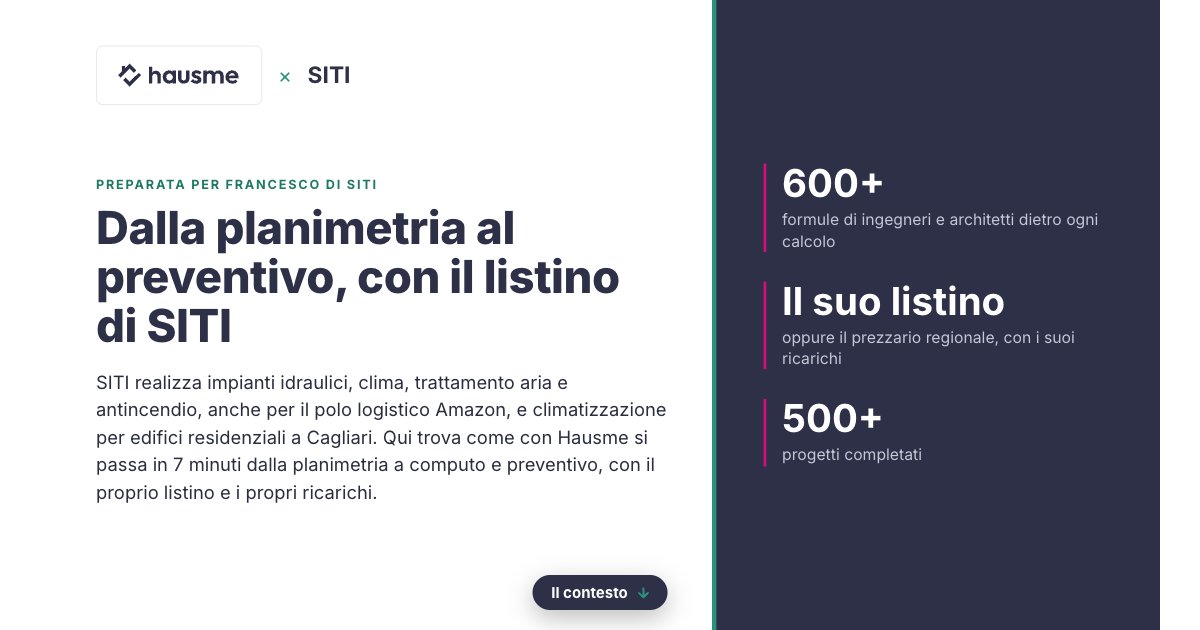 hausme
× SITI
PREPARATA PER FRANCESCO DI SITI
Dalla planimetria al
preventivo, con il listino
di SITI
SITI realizza impianti idraulici, clima, trattamento aria e
antincendio, anche per il polo logistico Amazon, e climatizzazione
per edifici residenziali a Cagliari. Qui trova come con Hausme si
passa in 7 minuti dalla planimetria a computo e preventivo, con il
proprio listino e i propri ricarichi.
Il contesto ↓
600+
formule di ingegneri e architetti dietro ogni
calcolo
Il suo listino
oppure il prezzario regionale, con i suoi
ricarichi
500+
progetti completati